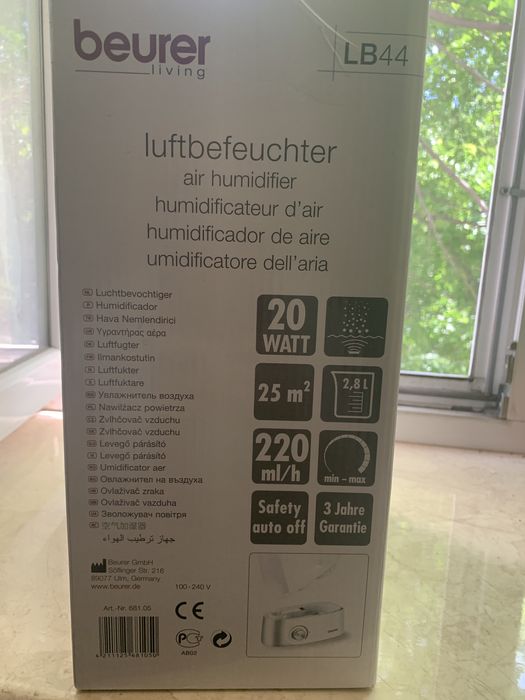 beurer
living
LB44
luftbefeuchter
air humidifier
humidificateur d'air
humidificador de aire
umidificatore dell'aria
Luchtbevochtiger
Humidificador
Hava Nemlendirici
Υγραντήρας αέρα
Luftfugter
Ilmankostutin
Luftfukter
Luftfuktare
Увлажнитель воздуха
Nawilżacz powietrza
Zvlhčovač vzduchu
Zvlhčovač vzduchu
Levegő párásító
Levegő párásító
Umidificator aer
Овлажнител на въздуха
Ovlaživač zraka
Ovlaživač vazduha
Зволожувач повітря
جهاز ترطيب الهواء
20
WATT
25 m²
2,8 L
220
ml/h
min – max
Safety
auto off
3 Jahre
Garantie
Beurer GmbH
Söflinger Str. 218
89077 Ulm, Germany
www.beurer.de
100-240 V
Art.-Nr. 681.05
CE
4 211125 681050
AB02